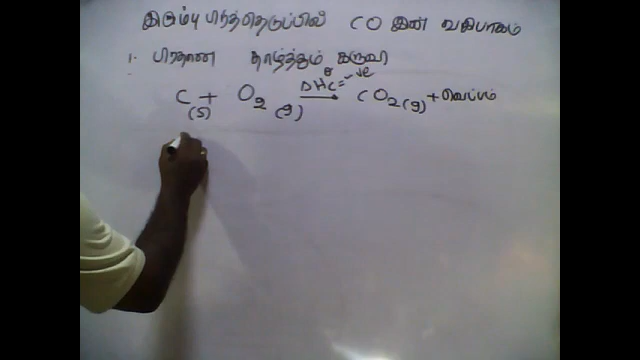 இரும்பு பிரித்தெடுப்பில் CO இன் வகிபாகம்
1. பிரதான தாழ்த்தும் கருவி
C(s) + O₂(g) —ΔHc°=-ve→ CO₂(g) + வெப்பம்